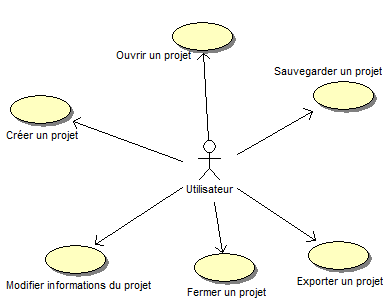 Ouvrir un projet
Sauvegarder un projet
Créer un projet
Utilisateur
Modifier informations du projet
Fermer un projet
Exporter un projet